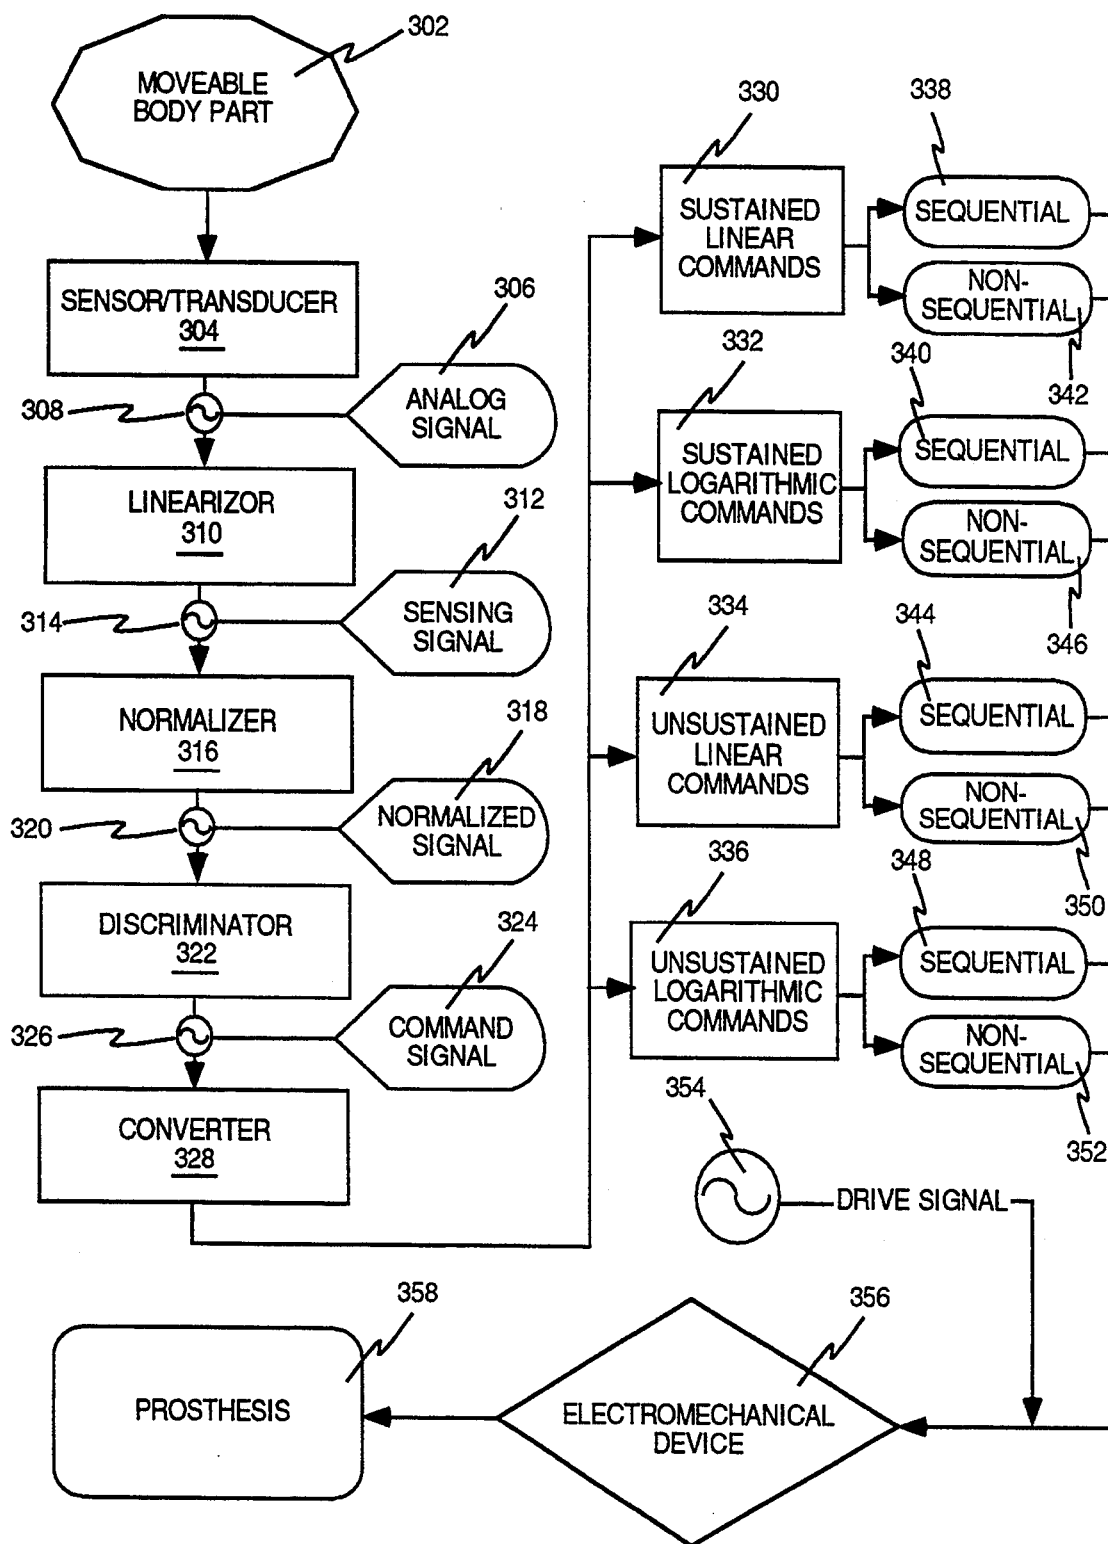 302
MOVEABLE
BODY PART
SENSOR/TRANSDUCER
304
306
ANALOG
SIGNAL
308
LINEARIZOR
310
312
SENSING
SIGNAL
314
NORMALIZER
316
318
NORMALIZED
SIGNAL
320
DISCRIMINATOR
322
324
COMMAND
SIGNAL
326
CONVERTER
328
330
SUSTAINED
LINEAR
COMMANDS
338
SEQUENTIAL
NON-
SEQUENTIAL
342
332
SUSTAINED
LOGARITHMIC
COMMANDS
340
SEQUENTIAL
NON-
SEQUENTIAL
346
334
UNSUSTAINED
LINEAR
COMMANDS
344
SEQUENTIAL
NON-
SEQUENTIAL
350
336
UNSUSTAINED
LOGARITHMIC
COMMANDS
348
SEQUENTIAL
NON-
SEQUENTIAL
352
354
DRIVE SIGNAL
356
ELECTROMECHANICAL
DEVICE
358
PROSTHESIS